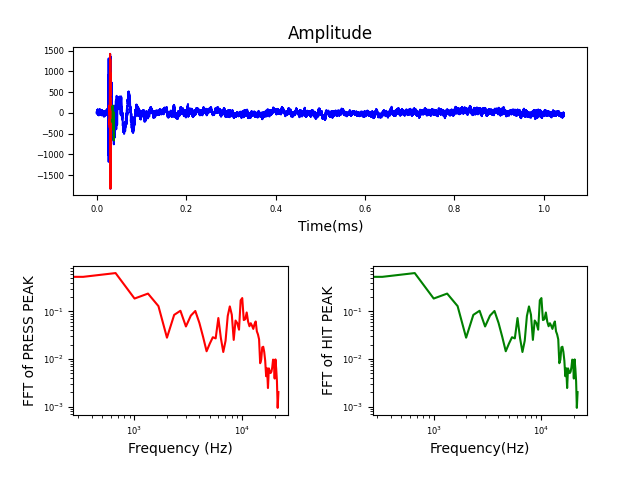 Amplitude
1500
1000
500
0
−500
−1000
−1500
0.0 0.2 0.4 0.6 0.8 1.0
Time(ms)
FFT of PRESS PEAK
10⁻¹
10⁻²
10⁻³
10³ 10⁴
Frequency (Hz)
FFT of HIT PEAK
10⁻¹
10⁻²
10⁻³
10³ 10⁴
Frequency(Hz)